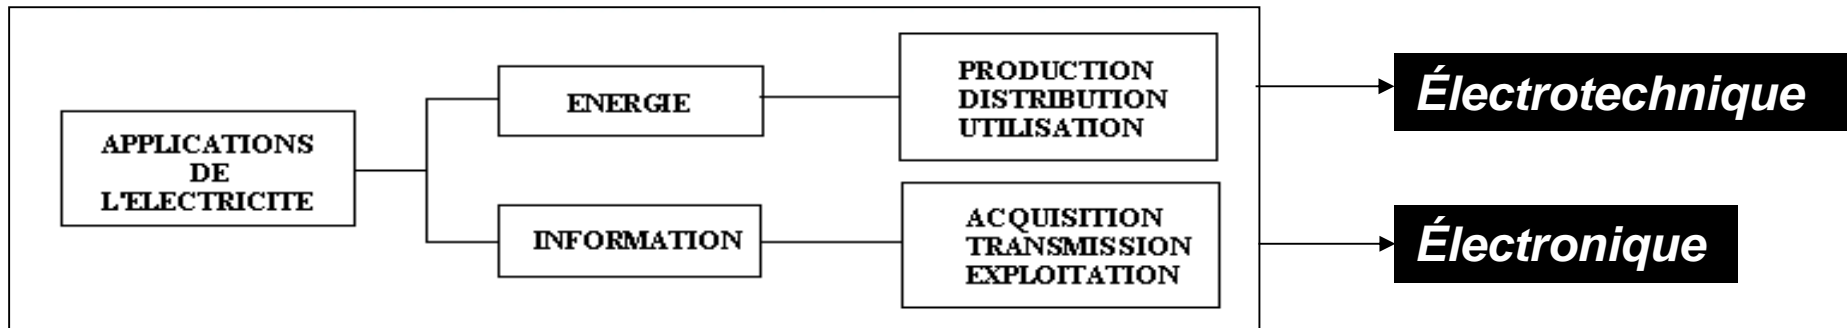 APPLICATIONS
DE
L'ELECTRICITE
ENERGIE
PRODUCTION
DISTRIBUTION
UTILISATION
Électrotechnique
INFORMATION
ACQUISITION
TRANSMISSION
EXPLOITATION
Électronique